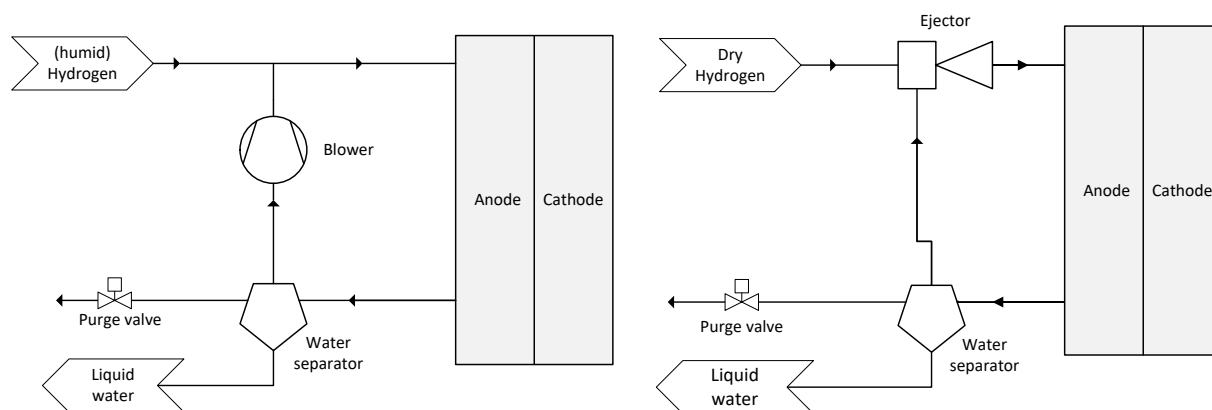 (humid)
Hydrogen
Blower
Anode
Cathode
Purge valve
Water
separator
Liquid
water
Ejector
Dry
Hydrogen
Anode
Cathode
Purge valve
Water
separator
Liquid
water